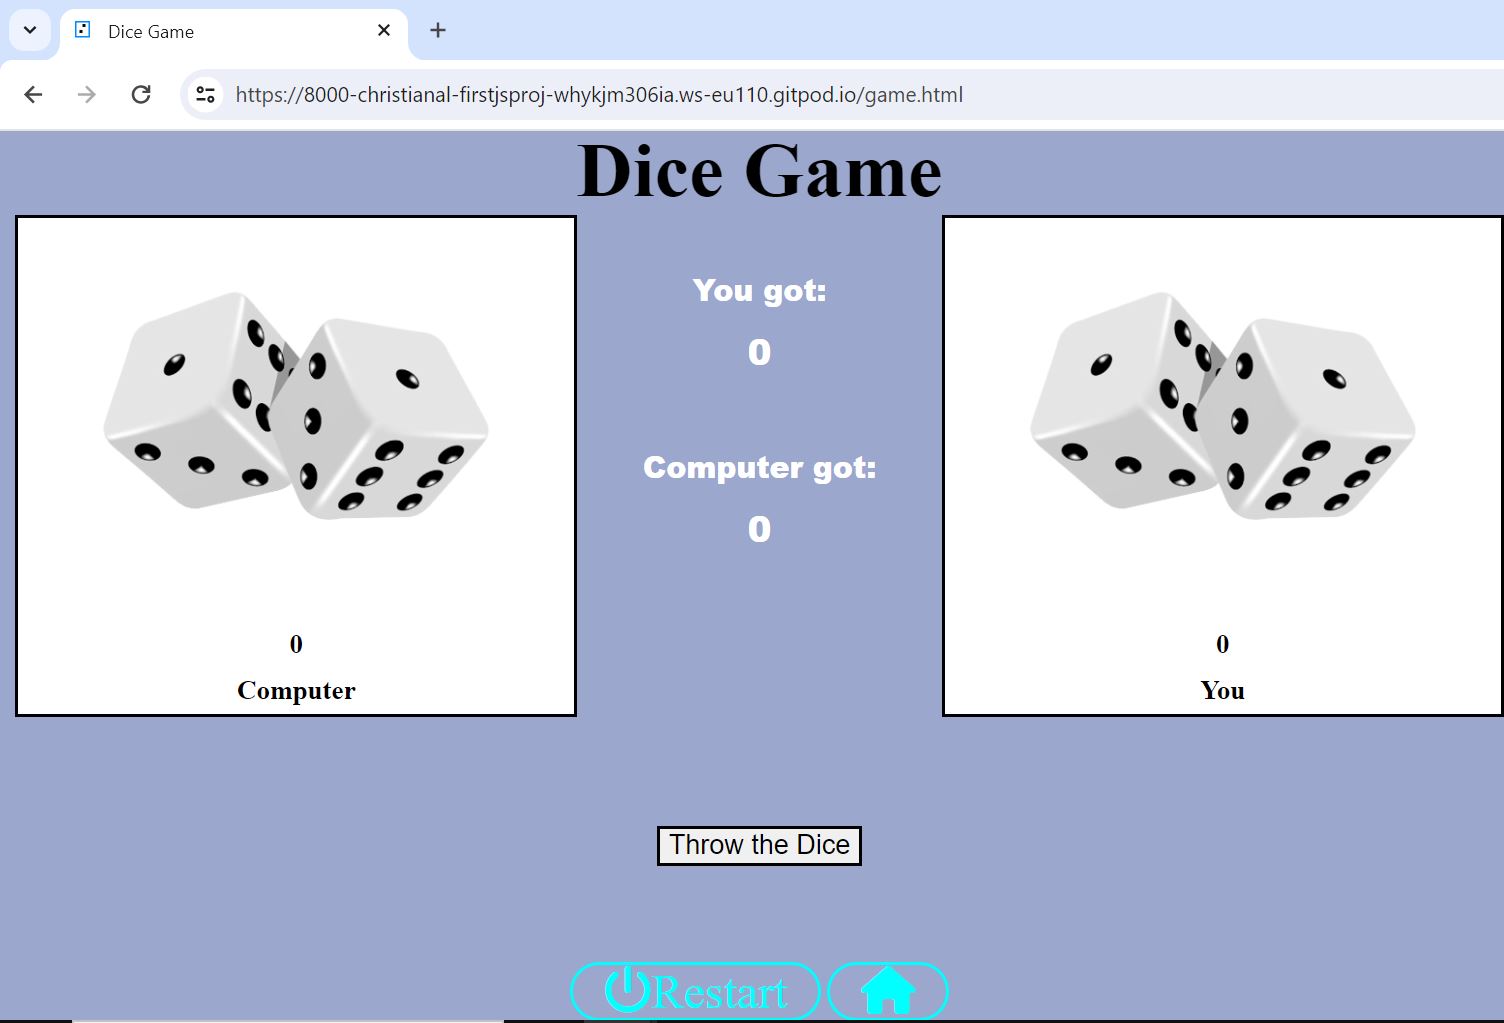 Dice Game
https://8000-christianal-firstjsproj-whykjm306ia.ws-eu110.gitpod.io/game.html
Dice Game
You got:
0
Computer got:
0
0
Computer
0
You
Throw the Dice
Restart